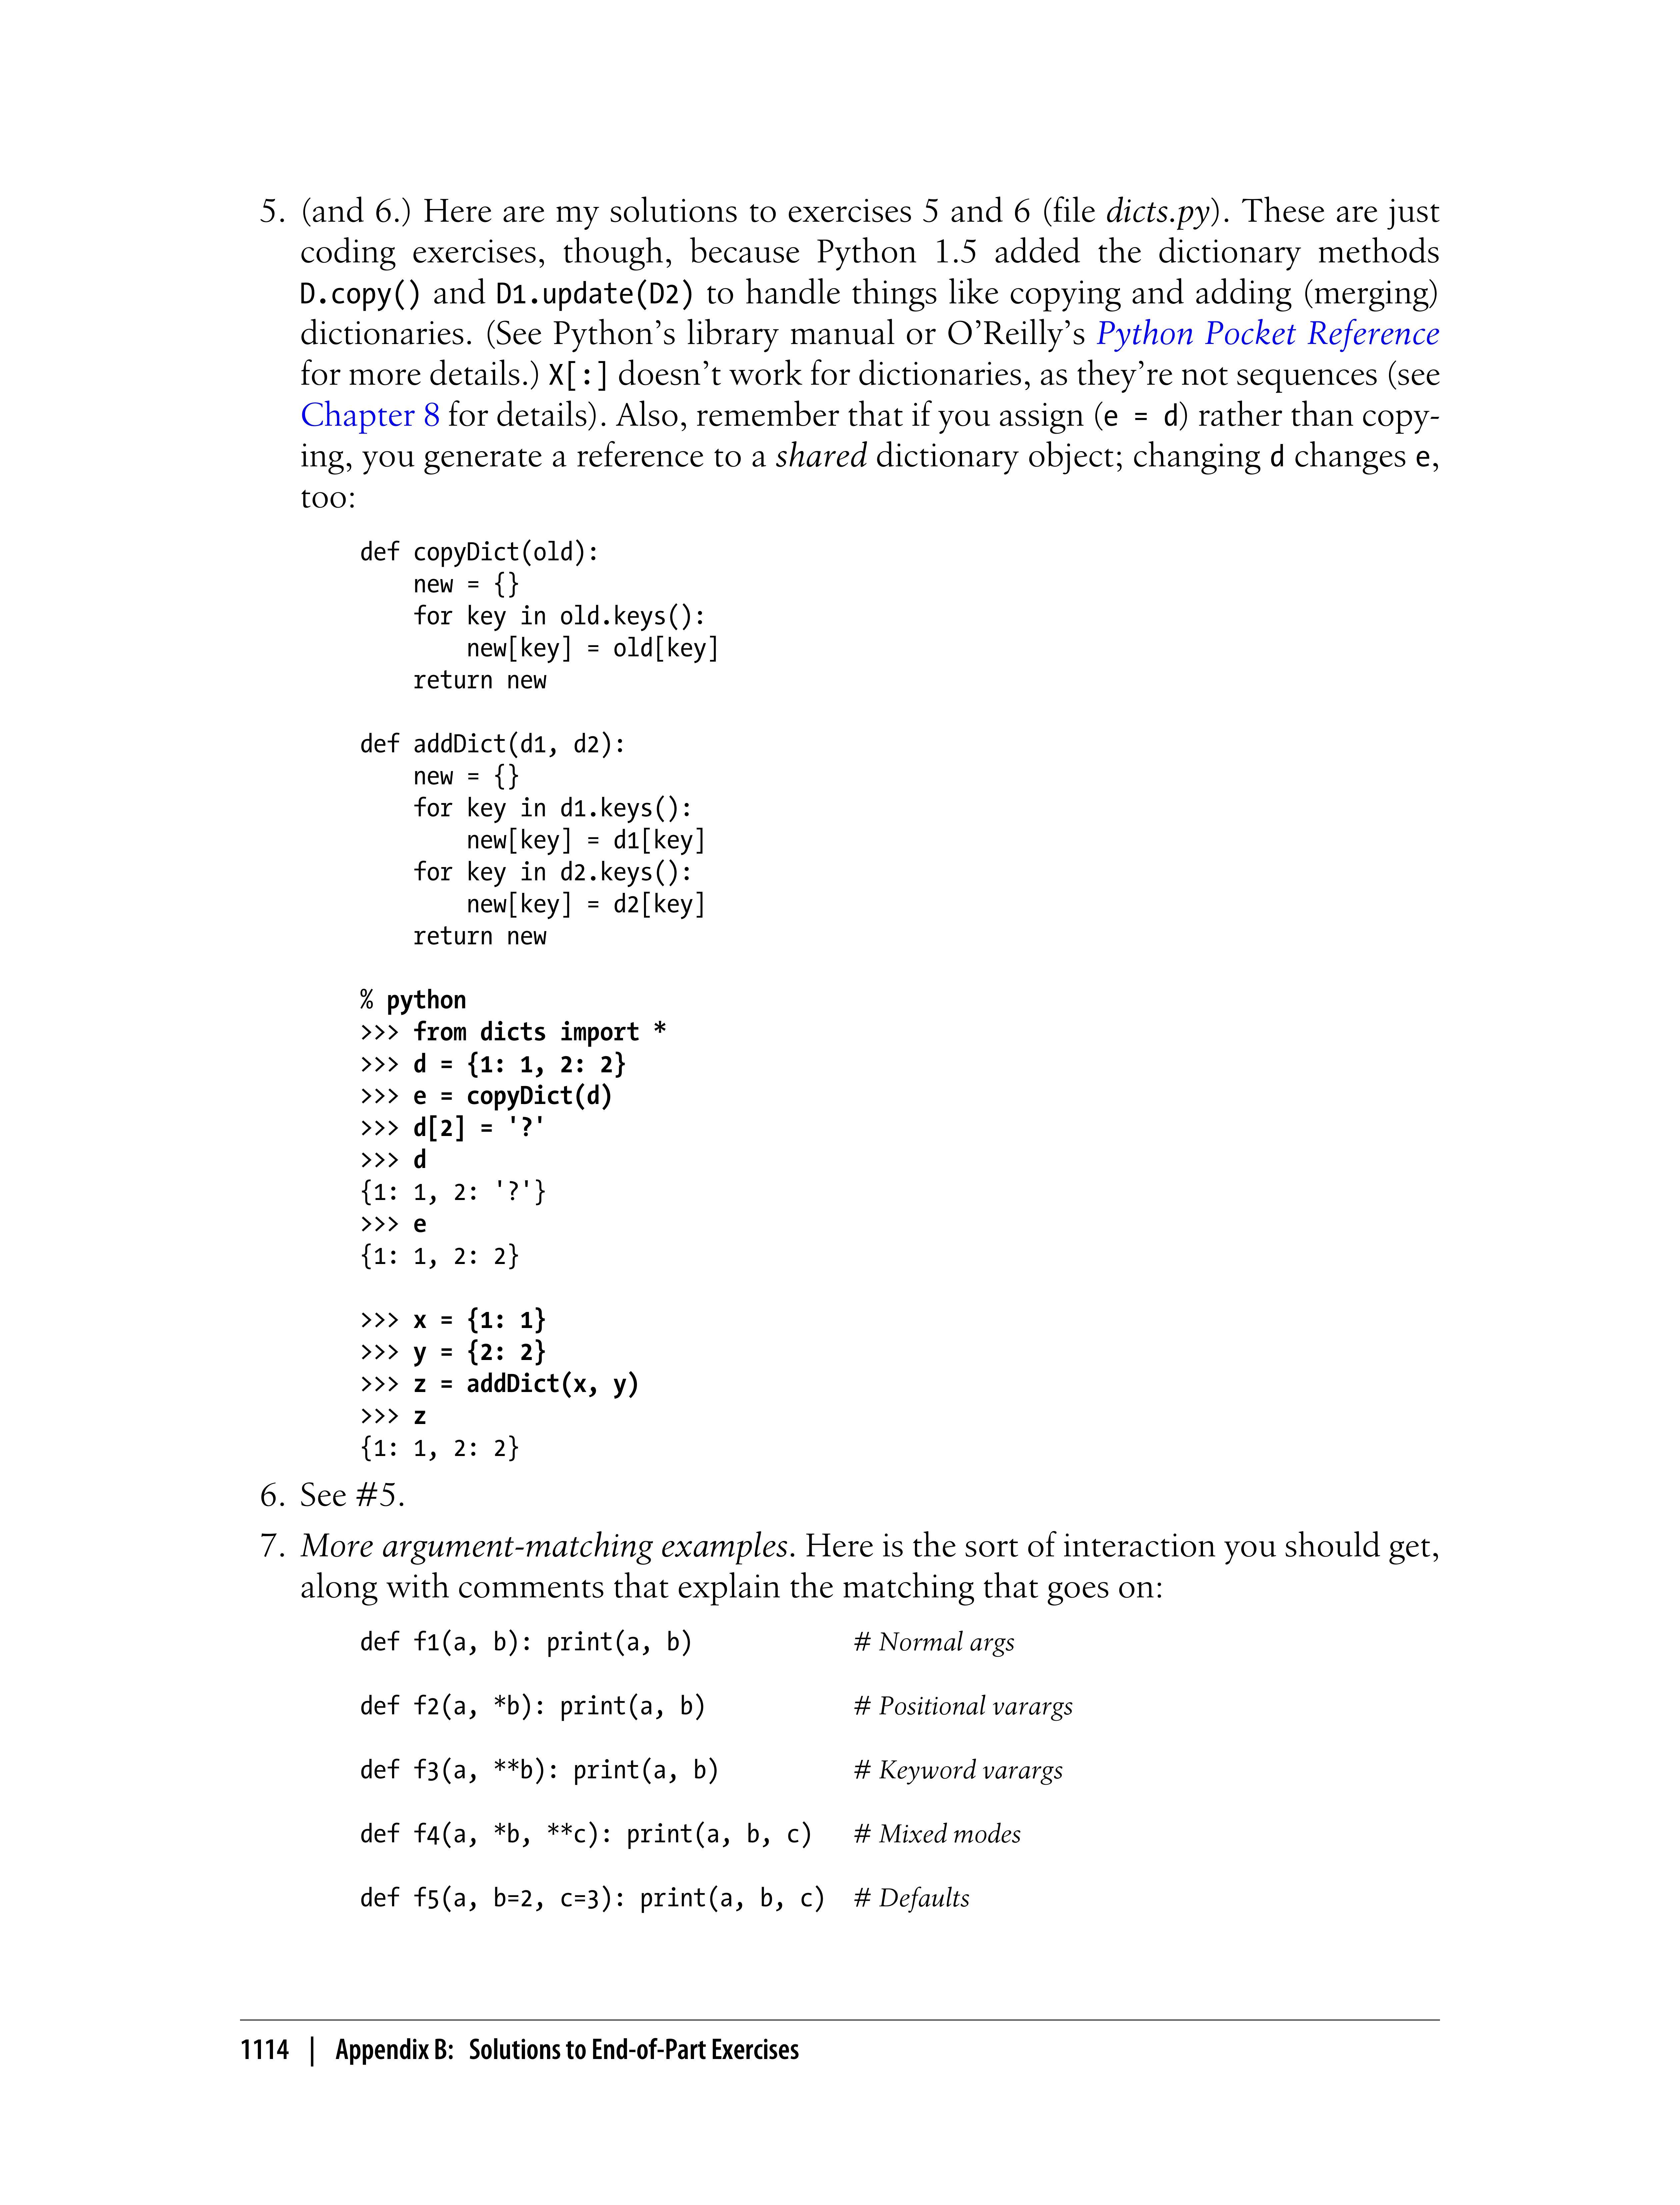 5. (and 6.) Here are my solutions to exercises 5 and 6 (file dicts.py). These are just
coding exercises, though, because Python 1.5 added the dictionary methods
D.copy() and D1.update(D2) to handle things like copying and adding (merging)
dictionaries. (See Python’s library manual or O’Reilly’s Python Pocket Reference
for more details.) X[:] doesn’t work for dictionaries, as they’re not sequences (see
Chapter 8 for details). Also, remember that if you assign (e = d) rather than copy-
ing, you generate a reference to a shared dictionary object; changing d changes e,
too:
def copyDict(old):
    new = {}
    for key in old.keys():
        new[key] = old[key]
    return new
def addDict(d1, d2):
    new = {}
    for key in d1.keys():
        new[key] = d1[key]
    for key in d2.keys():
        new[key] = d2[key]
    return new
% python
>>> from dicts import *
>>> d = {1: 1, 2: 2}
>>> e = copyDict(d)
>>> d[2] = '?'
>>> d
{1: 1, 2: '?'}
>>> e
{1: 1, 2: 2}
>>> x = {1: 1}
>>> y = {2: 2}
>>> z = addDict(x, y)
>>> z
{1: 1, 2: 2}
6. See #5.
7. More argument-matching examples. Here is the sort of interaction you should get,
along with comments that explain the matching that goes on:
def f1(a, b): print(a, b) # Normal args
def f2(a, *b): print(a, b) # Positional varargs
def f3(a, **b): print(a, b) # Keyword varargs
def f4(a, *b, **c): print(a, b, c) # Mixed modes
def f5(a, b=2, c=3): print(a, b, c) # Defaults
1114 | Appendix B: Solutions to End-of-Part Exercises